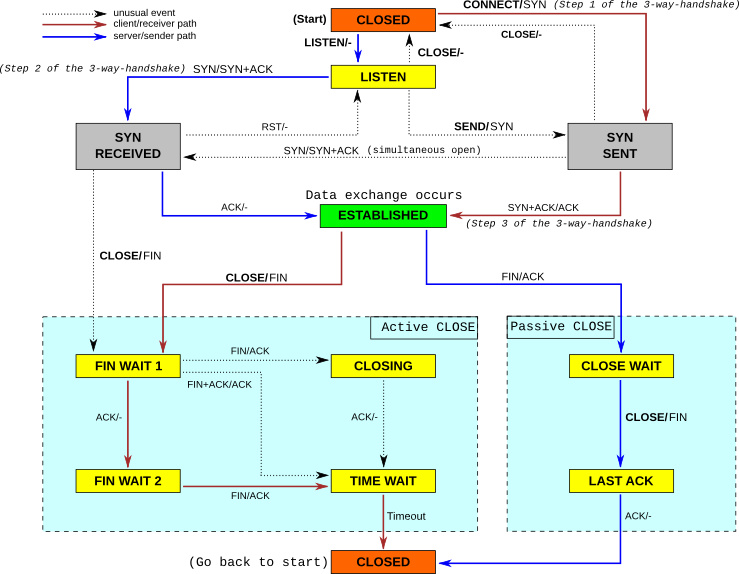 unusual event
client/receiver path
server/sender path
(Start)
CLOSED
CONNECT/SYN (Step 1 of the 3-way-handshake)
LISTEN/-
CLOSE/-
CLOSE/-
(Step 2 of the 3-way-handshake) SYN/SYN+ACK
LISTEN
SYN
RECEIVED
RST/-
SEND/SYN
SYN
SENT
SYN/SYN+ACK (simultaneous open)
Data exchange occurs
ACK/-
ESTABLISHED
SYN+ACK/ACK
(Step 3 of the 3-way-handshake)
CLOSE/FIN
CLOSE/FIN
FIN/ACK
Active CLOSE
Passive CLOSE
FIN WAIT 1
FIN/ACK
CLOSING
CLOSE WAIT
FIN+ACK/ACK
ACK/-
ACK/-
CLOSE/FIN
FIN WAIT 2
FIN/ACK
TIME WAIT
LAST ACK
Timeout
ACK/-
(Go back to start)
CLOSED